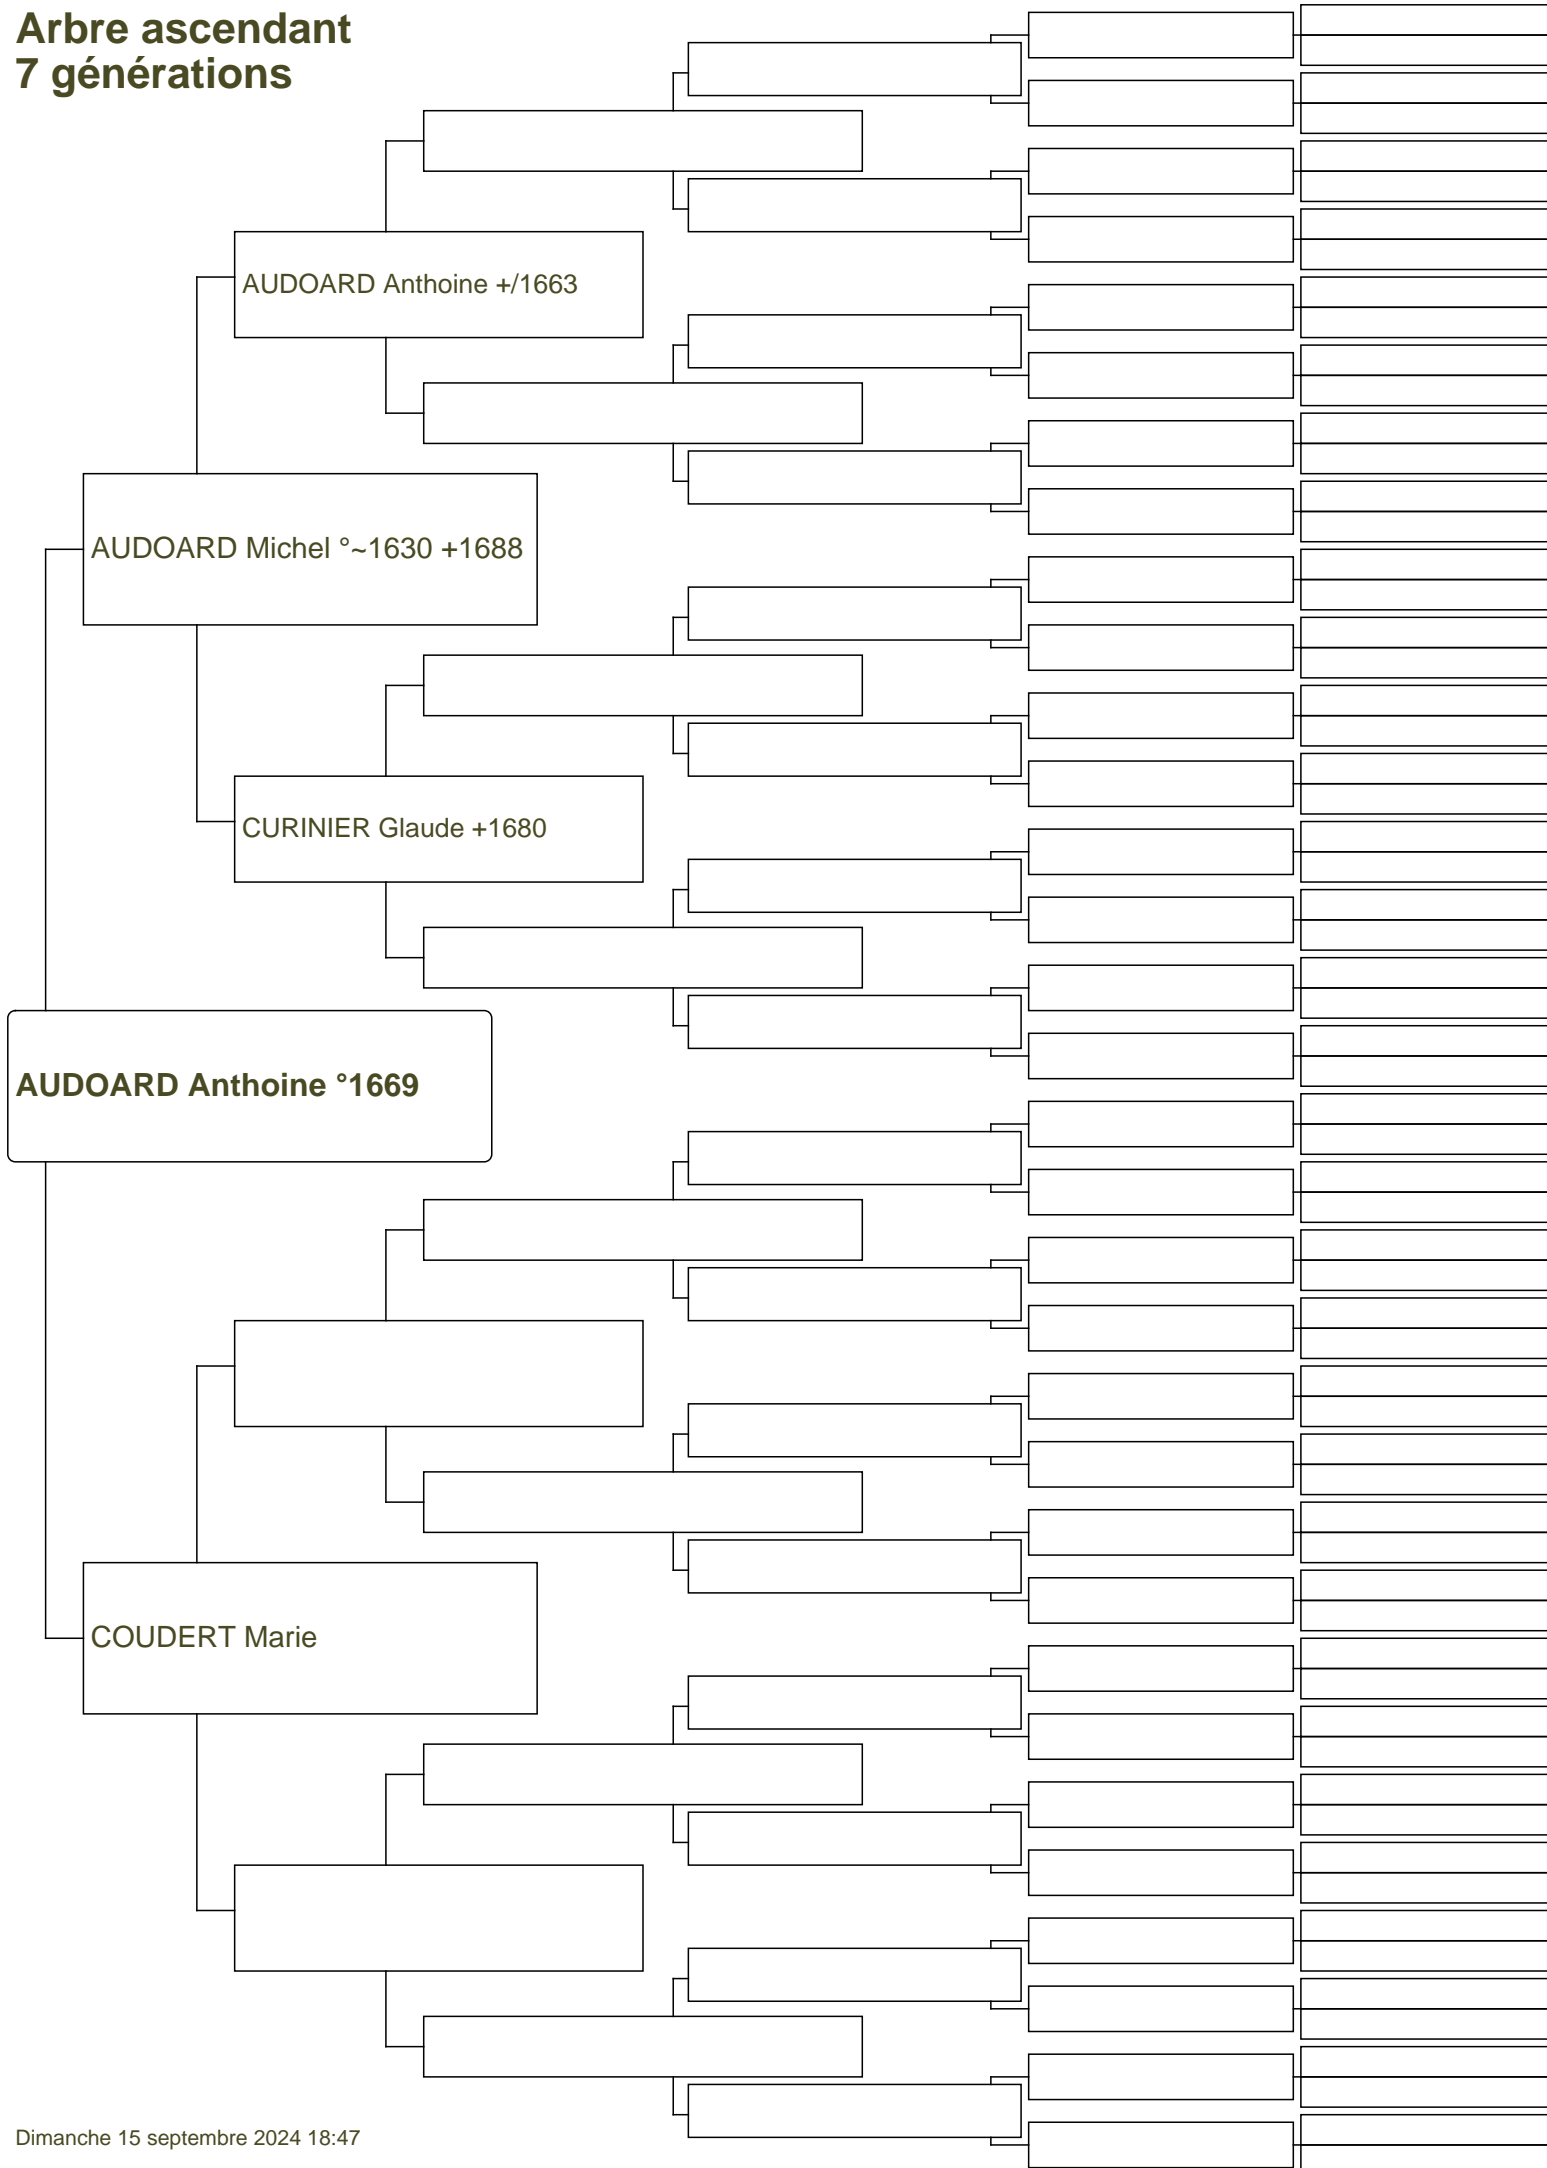 Arbre ascendant
7 générations
AUDOARD Anthoine +/1663
AUDOARD Michel °~1630 +1688
CURINIER Glaude +1680
AUDOARD Anthoine °1669
COUDERT Marie
Dimanche 15 septembre 2024 18:47